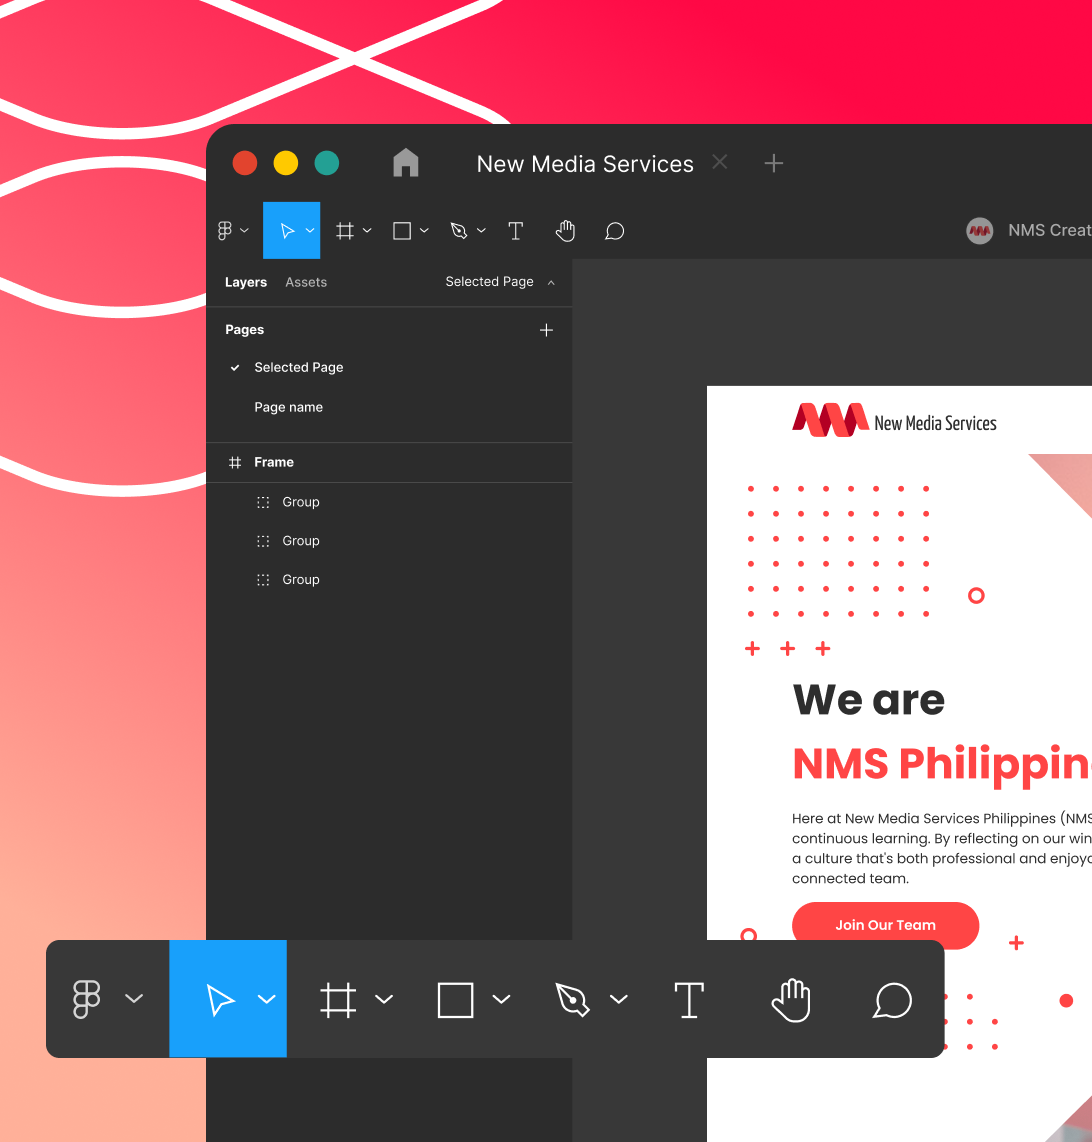 New Media Services
NMS Creat
Layers Assets Selected Page
Pages
Selected Page
Page name
Frame
Group
Group
Group
New Media Services
We are
NMS Philippin
Here at New Media Services Philippines (NMS
continuous learning. By reflecting on our win
a culture that's both professional and enjoya
connected team.
Join Our Team